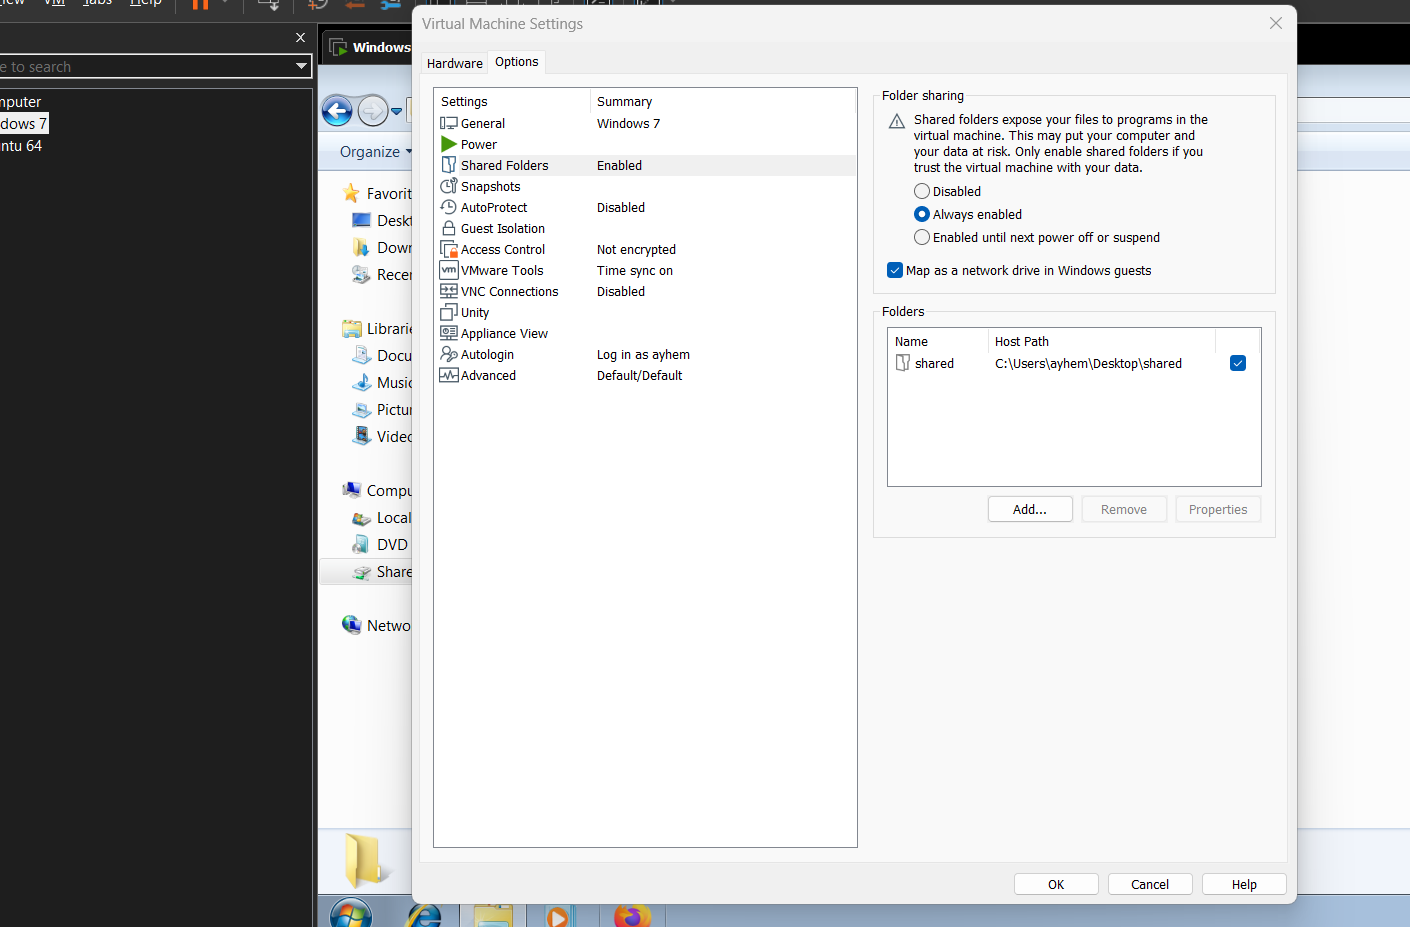 VM Tabs Help
Virtual Machine Settings
Windows
e to search
Hardware Options
mputer
dows 7
ntu 64
Organize
Favorit
Deskt
Down
Recen
Librarie
Docu
Music
Pictur
Videc
Compu
Local
DVD
Share
Netwo
Settings Summary
General Windows 7
Power
Shared Folders Enabled
Snapshots
AutoProtect Disabled
Guest Isolation
Access Control Not encrypted
vm VMware Tools Time sync on
VNC Connections Disabled
Unity
Appliance View
Autologin Log in as ayhem
Advanced Default/Default
Folder sharing
Shared folders expose your files to programs in the
virtual machine. This may put your computer and
your data at risk. Only enable shared folders if you
trust the virtual machine with your data.
Disabled
Always enabled
Enabled until next power off or suspend
Map as a network drive in Windows guests
Folders
Name Host Path
shared C:\Users\ayhem\Desktop\shared
Add... Remove Properties
OK Cancel Help